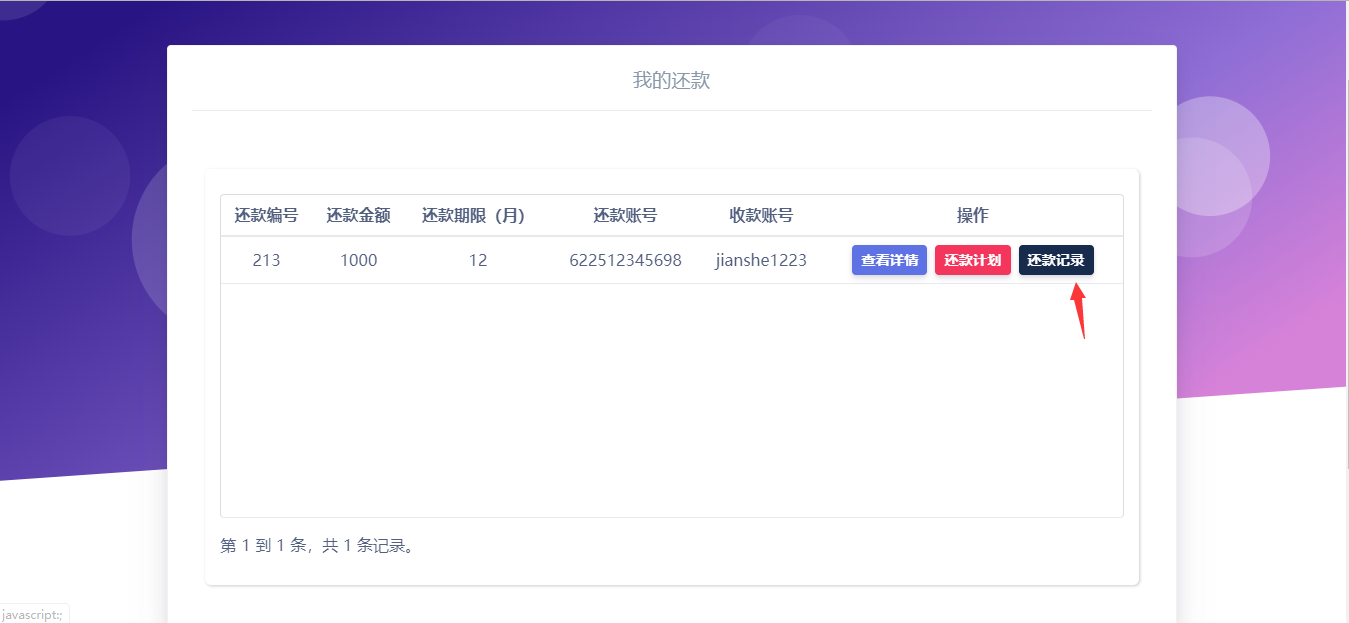 我的还款
还款编号 还款金额 还款期限（月） 还款账号 收款账号 操作
213 1000 12 622512345698 jianshe1223 查看详情 还款计划 还款记录
第 1 到 1 条，共 1 条记录。
javascript:;